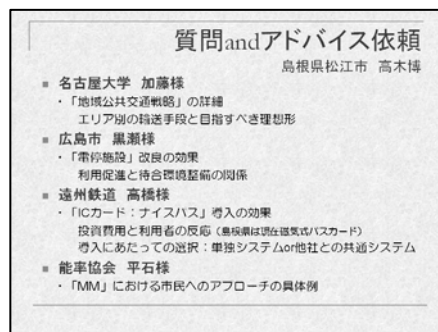 質問andアドバイス依頼
島根県松江市 高木博
■ 名古屋大学 加藤様
・「地域公共交通戦略」の詳細
エリア別の輸送手段と目指すべき理想形
■ 広島市 黒瀬様
・「電停施設」改良の効果
利用促進と待合環境整備の関係
■ 遠州鉄道 高橋様
・「ICカード:ナイスパス」導入の効果
投資費用と利用者の反応(島根県は現在磁気式バスカード)
導入にあたっての選択:単独システムor他社との共通システム
■ 能率協会 平石様
・「MM」における市民へのアプローチの具体例